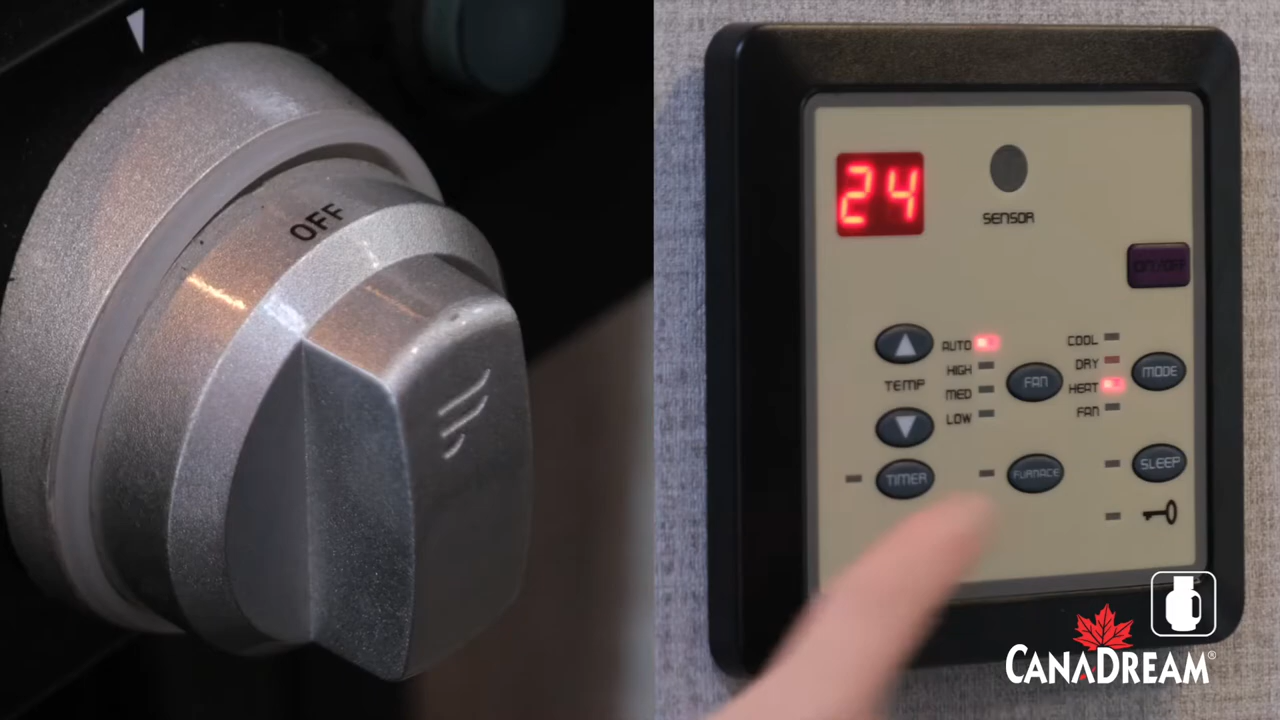 OFF
24
SENSOR
ON/OFF
AUTO
HIGH
MED
LOW
TEMP
FAN
COOL
DRY
HEAT
FAN
MODE
TIMER
FURNACE
SLEEP
CANADREAM®